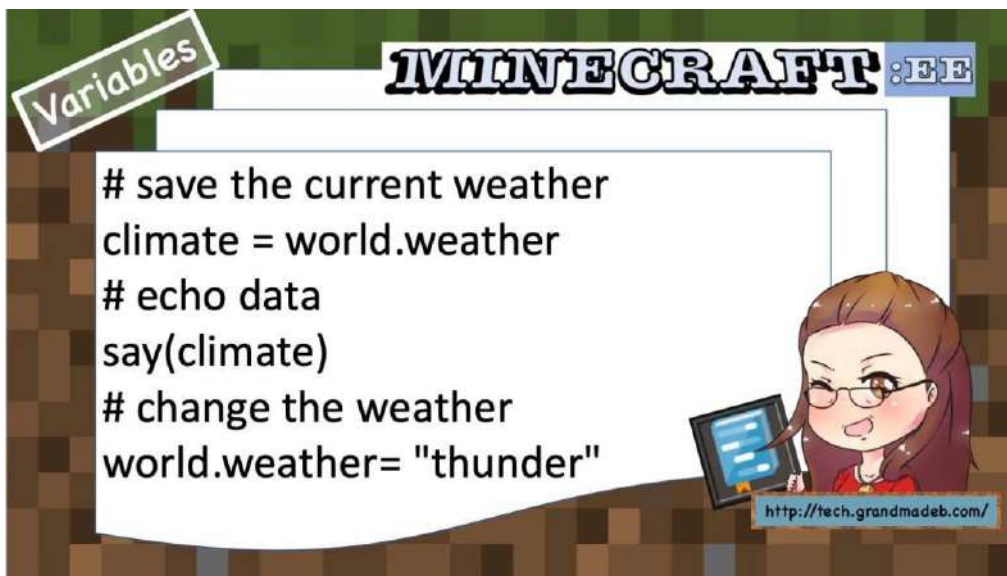 Variables
MINECRAFT:EE
# save the current weather
climate = world.weather
# echo data
say(climate)
# change the weather
world.weather= "thunder"
http://tech.grandmadeb.com/